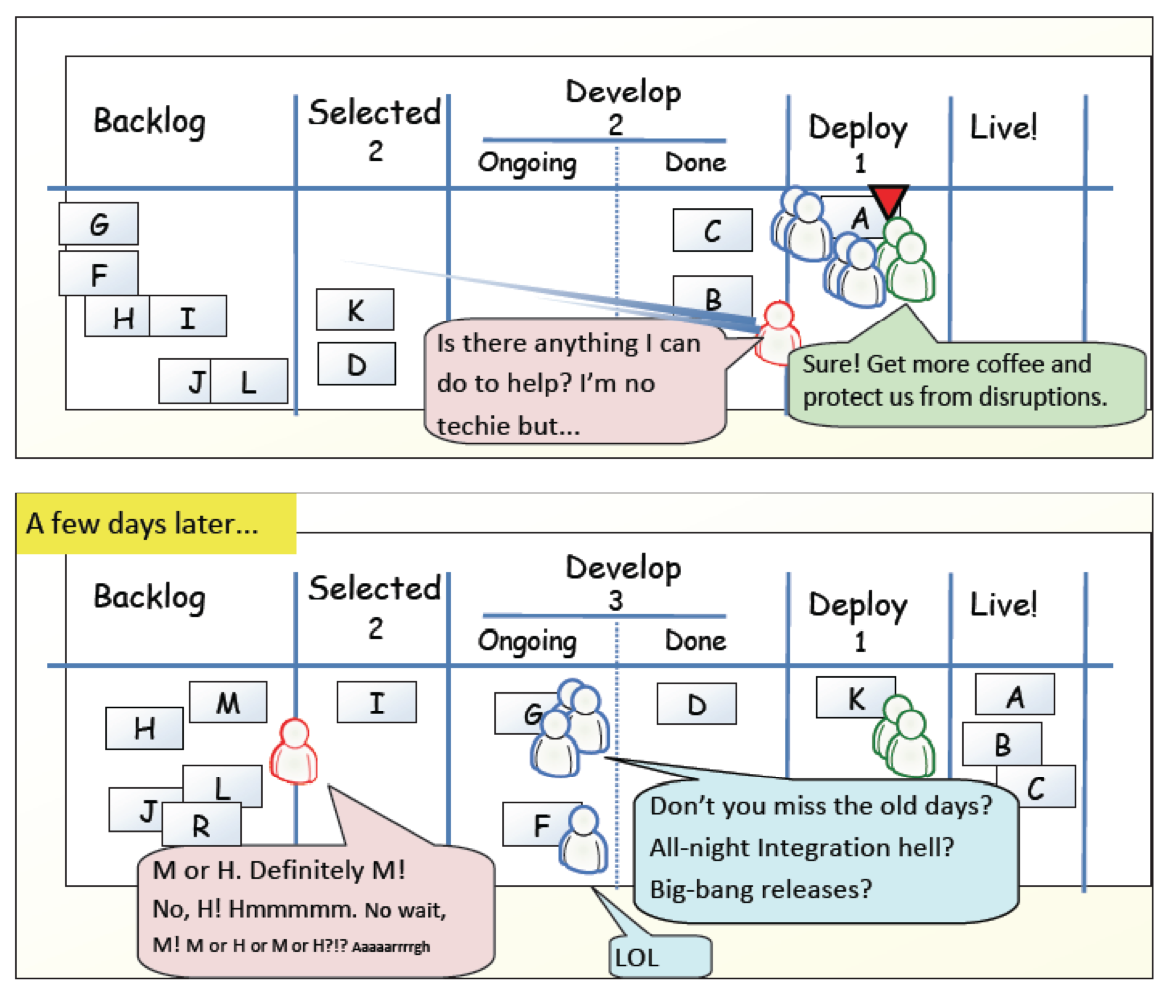 Backlog
Selected
2
Develop
2
Ongoing
Done
Deploy
1
Live!
G
F
H
I
J
L
K
D
C
B
A
Is there anything I can
do to help? I’m no
techie but...
Sure! Get more coffee and
protect us from disruptions.
A few days later...
Backlog
Selected
2
Develop
3
Ongoing
Done
Deploy
1
Live!
M
H
L
J
R
I
G
F
D
K
A
B
C
M or H. Definitely M!
No, H! Hmmmmm. No wait,
M! M or H or M or H?!? Aaaaarrrrgh
Don’t you miss the old days?
All-night Integration hell?
Big-bang releases?
LOL